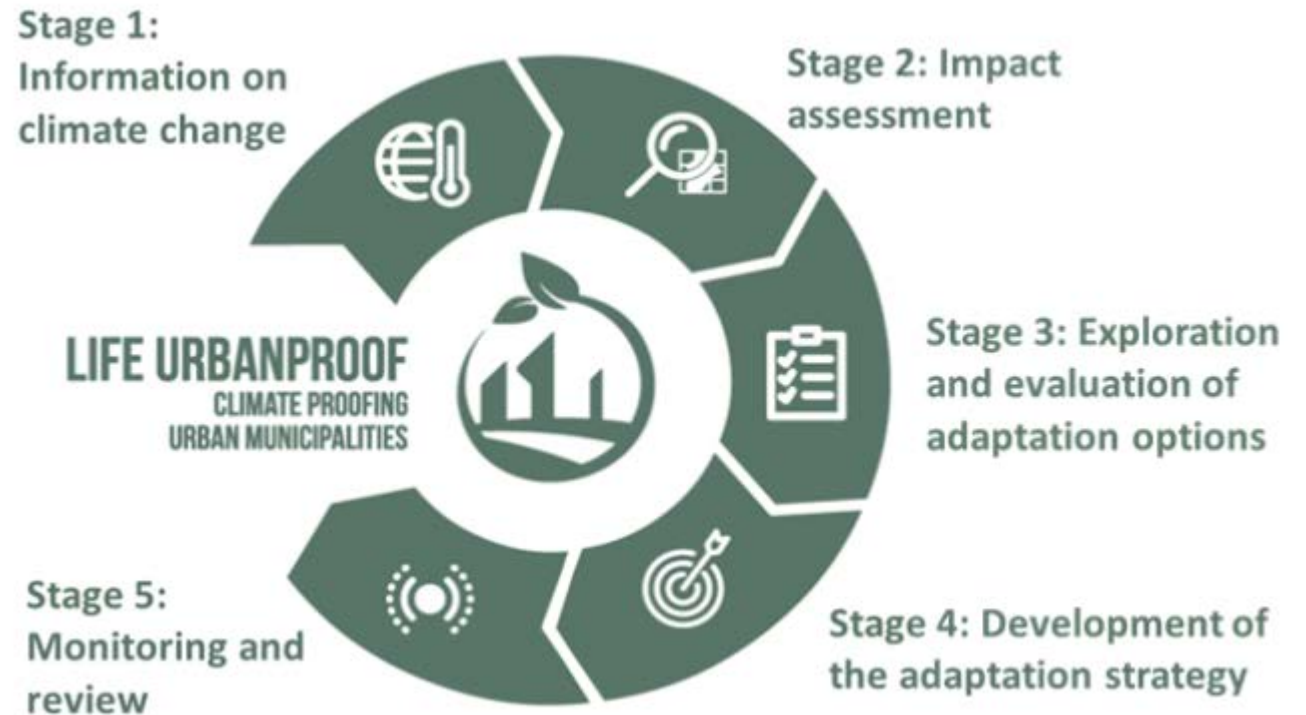 Stage 1:
Information on
climate change
Stage 2: Impact
assessment
Stage 3: Exploration
and evaluation of
adaptation options
LIFE URBANPROOF
CLIMATE PROOFING
URBAN MUNICIPALITIES
Stage 4: Development of
the adaptation strategy
Stage 5:
Monitoring and
review